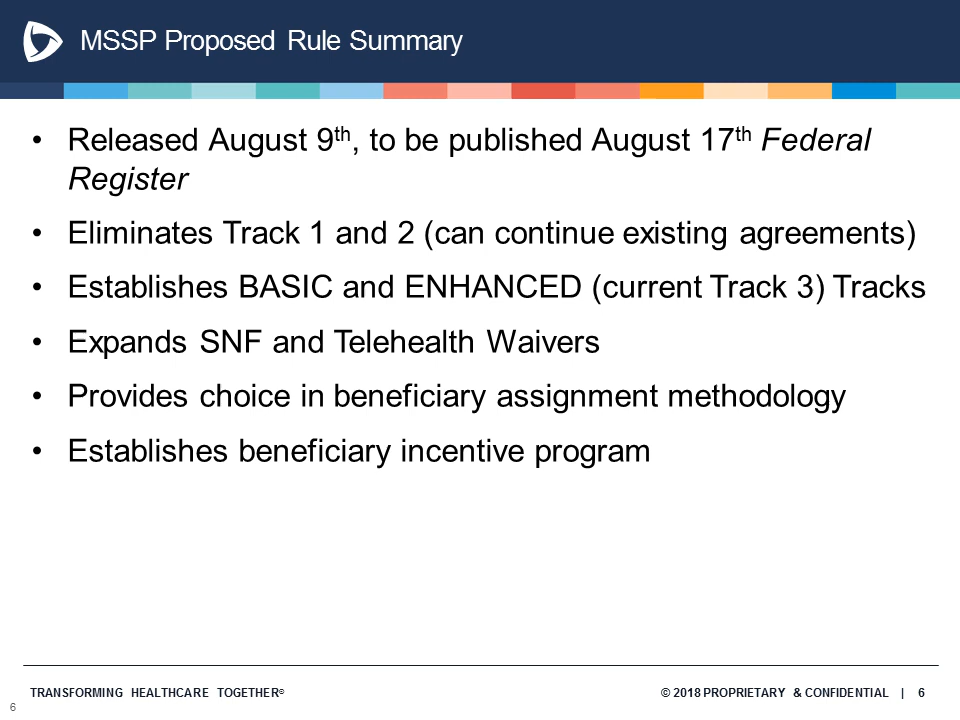 MSSP Proposed Rule Summary
• Released August 9th, to be published August 17th Federal
Register
• Eliminates Track 1 and 2 (can continue existing agreements)
• Establishes BASIC and ENHANCED (current Track 3) Tracks
• Expands SNF and Telehealth Waivers
• Provides choice in beneficiary assignment methodology
• Establishes beneficiary incentive program
TRANSFORMING HEALTHCARE TOGETHER® © 2018 PROPRIETARY & CONFIDENTIAL | 6
6